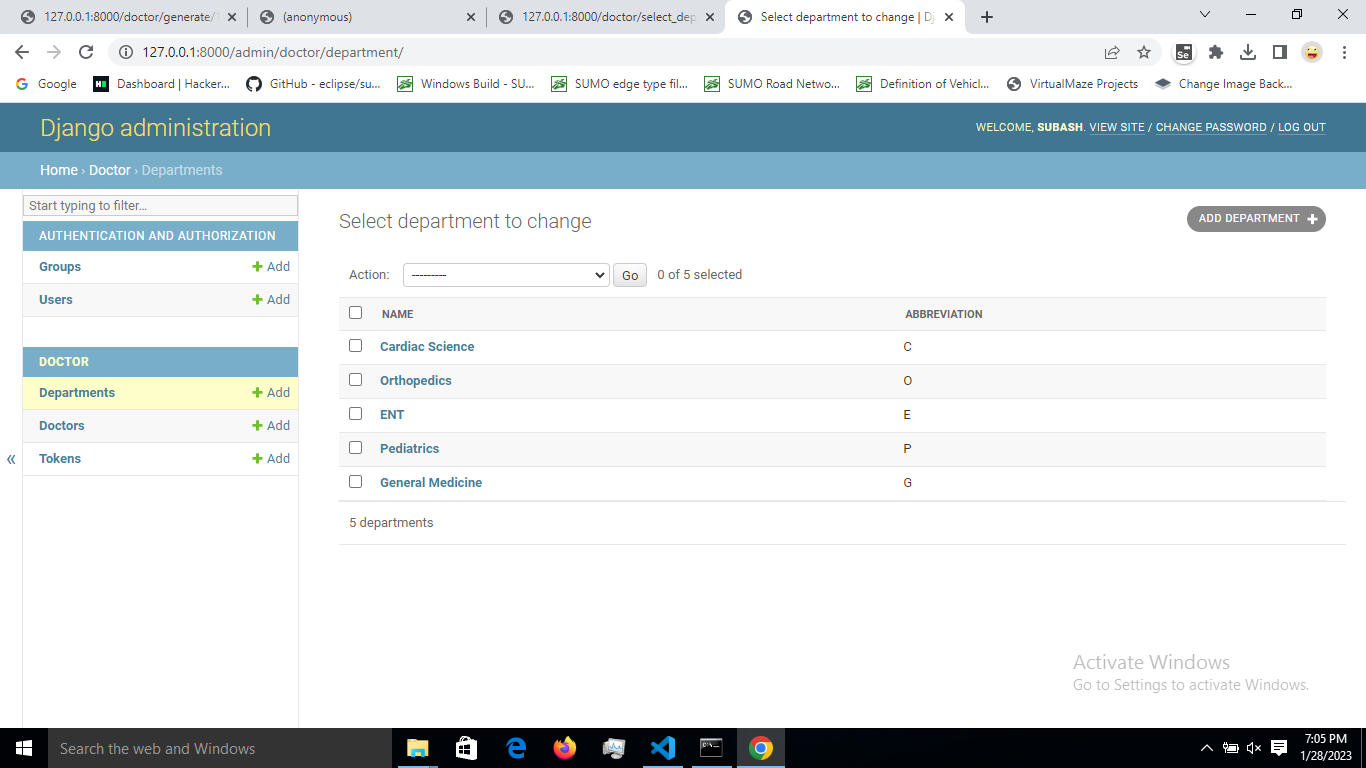 127.0.0.1:8000/doctor/generate/1
(anonymous)
127.0.0.1:8000/doctor/select_dep
Select department to change | Dj
127.0.0.1:8000/admin/doctor/department/
Google
Dashboard | Hacker...
GitHub - eclipse/su...
Windows Build - SU...
SUMO edge type fil...
SUMO Road Netwo...
Definition of Vehicl...
VirtualMaze Projects
Change Image Back...
Django administration
WELCOME, SUBASH. VIEW SITE / CHANGE PASSWORD / LOG OUT
Home › Doctor › Departments
Start typing to filter...
AUTHENTICATION AND AUTHORIZATION
Groups + Add
Users + Add
DOCTOR
Departments + Add
Doctors + Add
Tokens + Add
«
Select department to change
ADD DEPARTMENT +
Action: --------- Go 0 of 5 selected
NAME ABBREVIATION
Cardiac Science C
Orthopedics O
ENT E
Pediatrics P
General Medicine G
5 departments
Activate Windows
Go to Settings to activate Windows.
Search the web and Windows
7:05 PM
1/28/2023